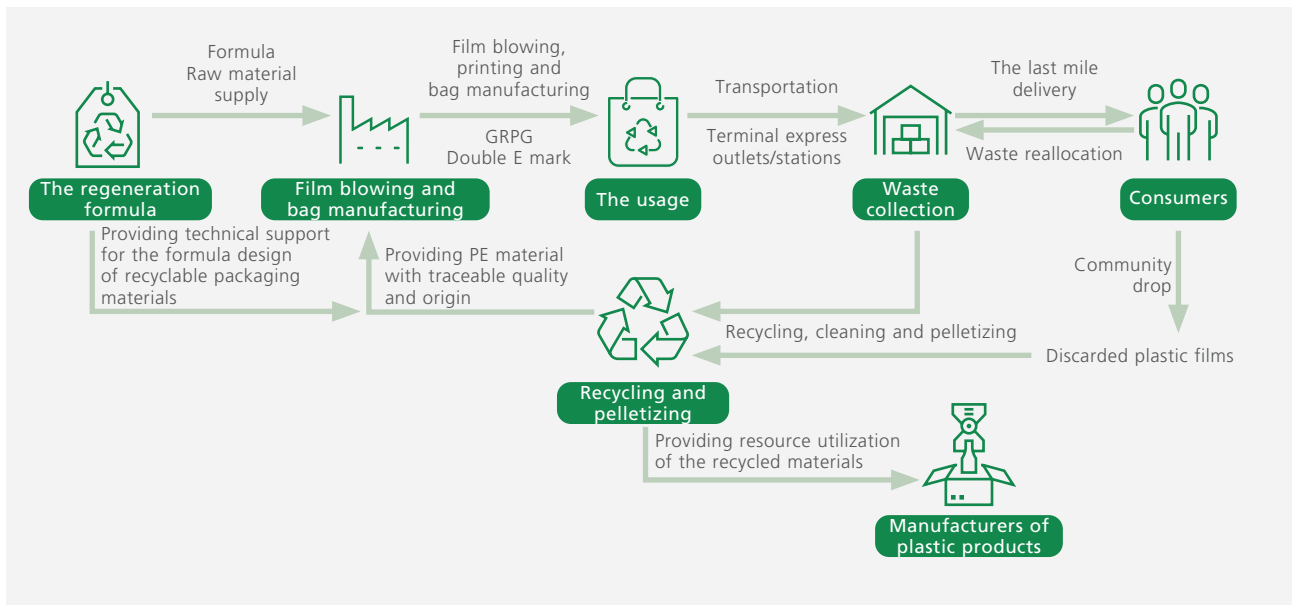 Formula
Raw material
supply
Film blowing,
printing and
bag manufacturing
GRPG
Double E mark
Transportation
Terminal express
outlets/stations
The last mile
delivery
Waste reallocation
The regeneration
formula
Film blowing and
bag manufacturing
The usage
Waste
collection
Consumers
Providing technical support
for the formula design
of recyclable packaging
materials
Providing PE material
with traceable quality
and origin
Community
drop
Recycling, cleaning and pelletizing
Discarded plastic films
Recycling and
pelletizing
Providing resource utilization
of the recycled materials
Manufacturers of
plastic products